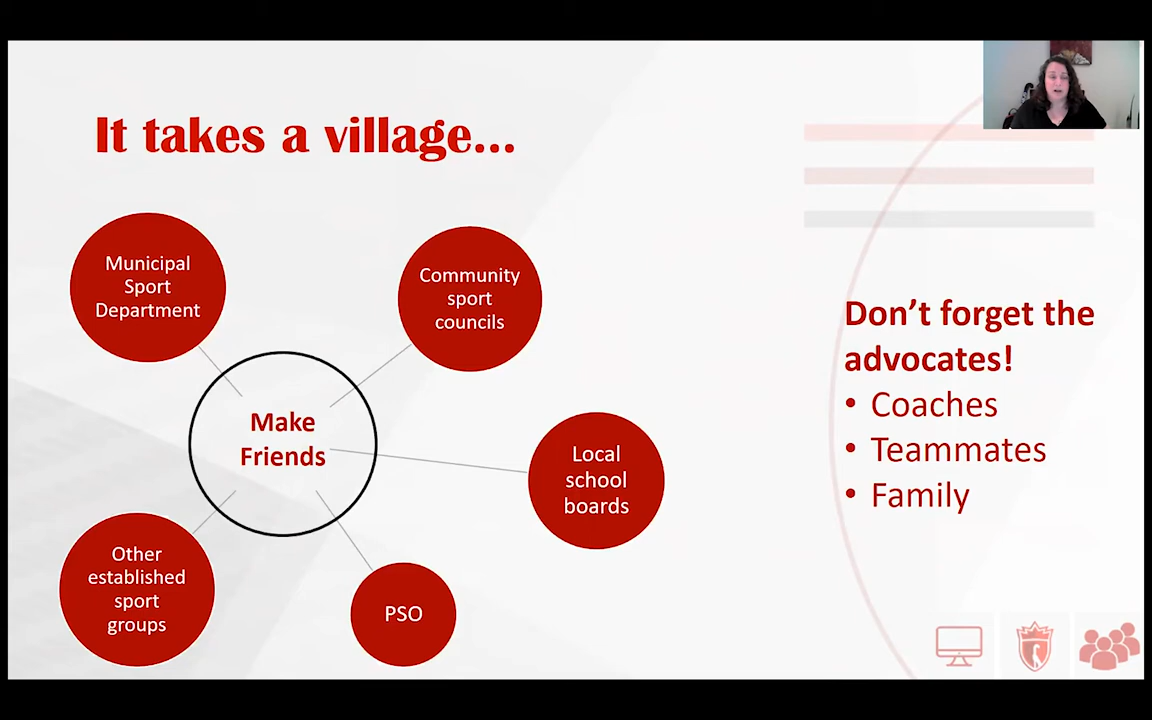 It takes a village...
Municipal
Sport
Department
Community
sport
councils
Make
Friends
Local
school
boards
Other
established
sport
groups
PSO
Don't forget the
advocates!
• Coaches
• Teammates
• Family